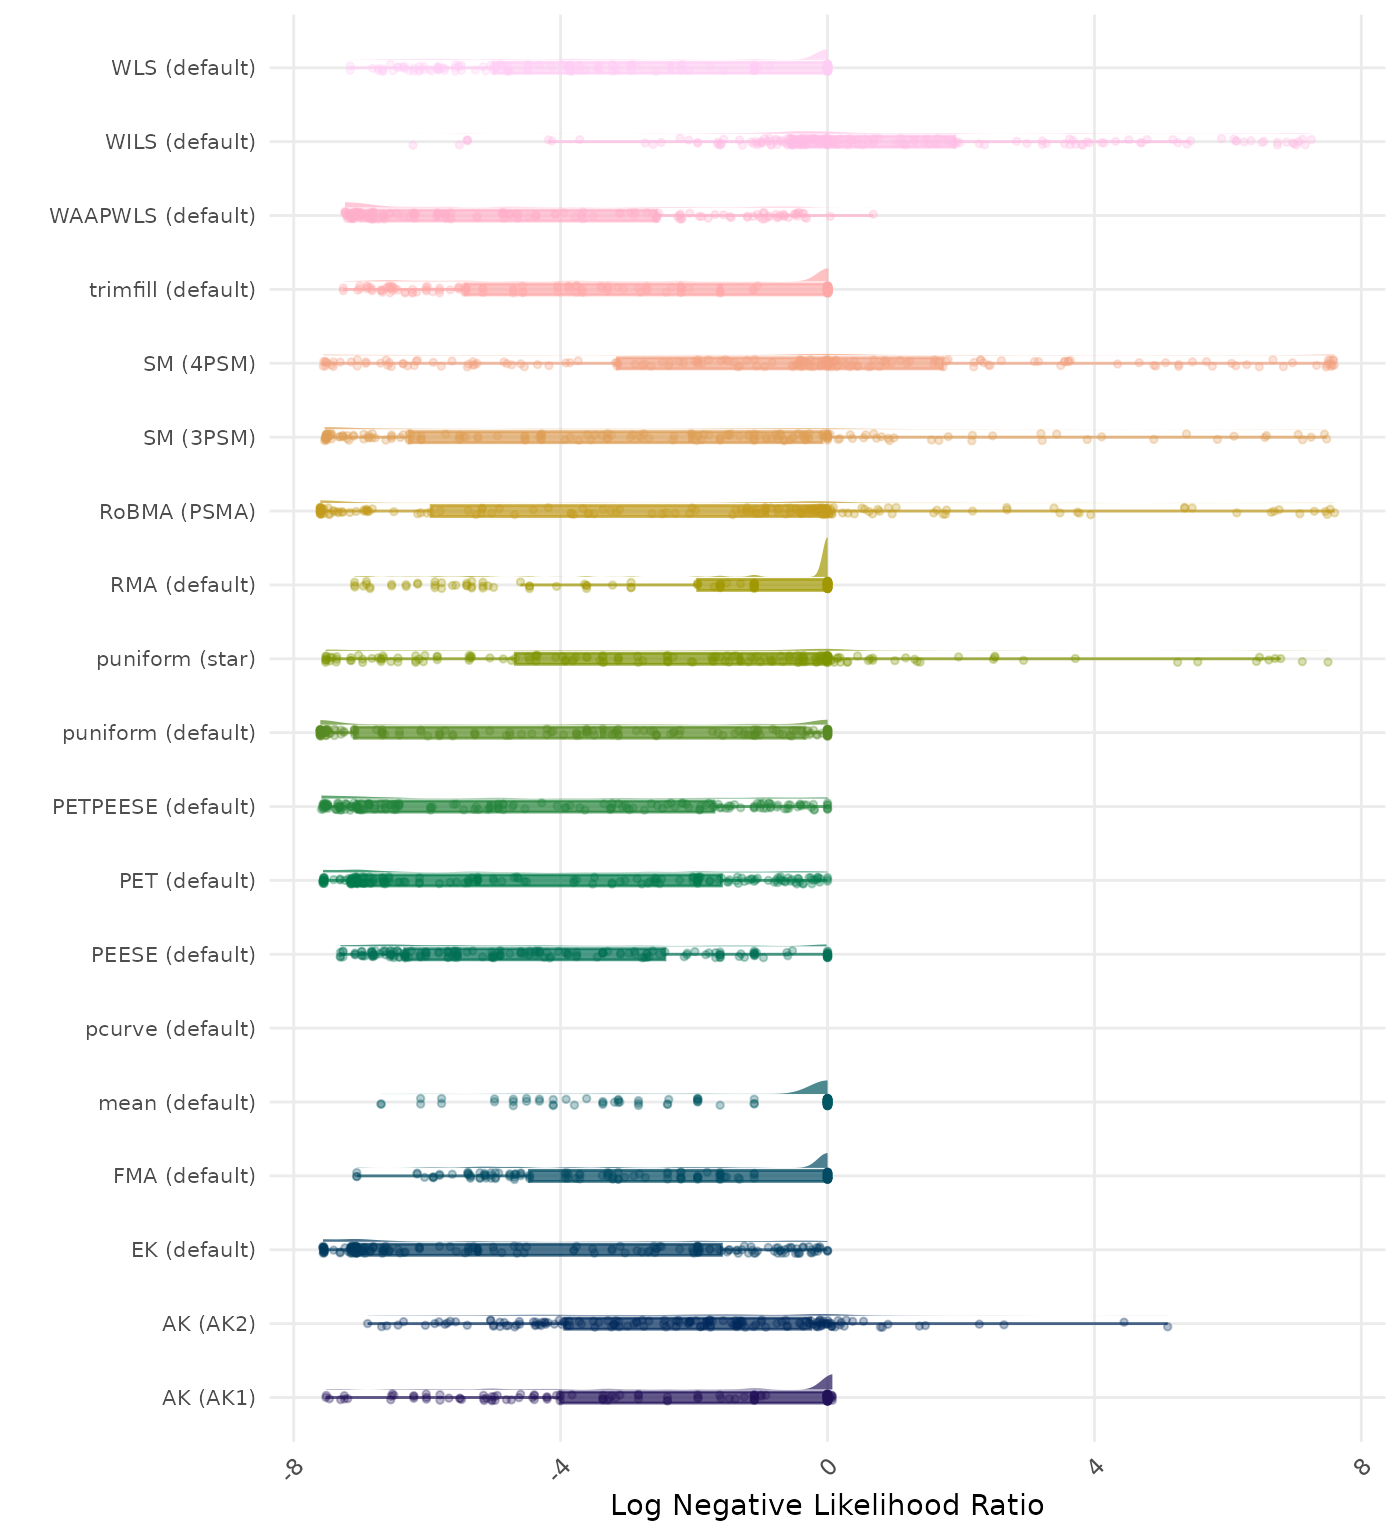 WLS (default)
WILS (default)
WAAPWLS (default)
trimfill (default)
SM (4PSM)
SM (3PSM)
RoBMA (PSMA)
RMA (default)
puniform (star)
puniform (default)
PETPEESE (default)
PET (default)
PEESE (default)
pcurve (default)
mean (default)
FMA (default)
EK (default)
AK (AK2)
AK (AK1)
-8 -4 0 4 8
Log Negative Likelihood Ratio